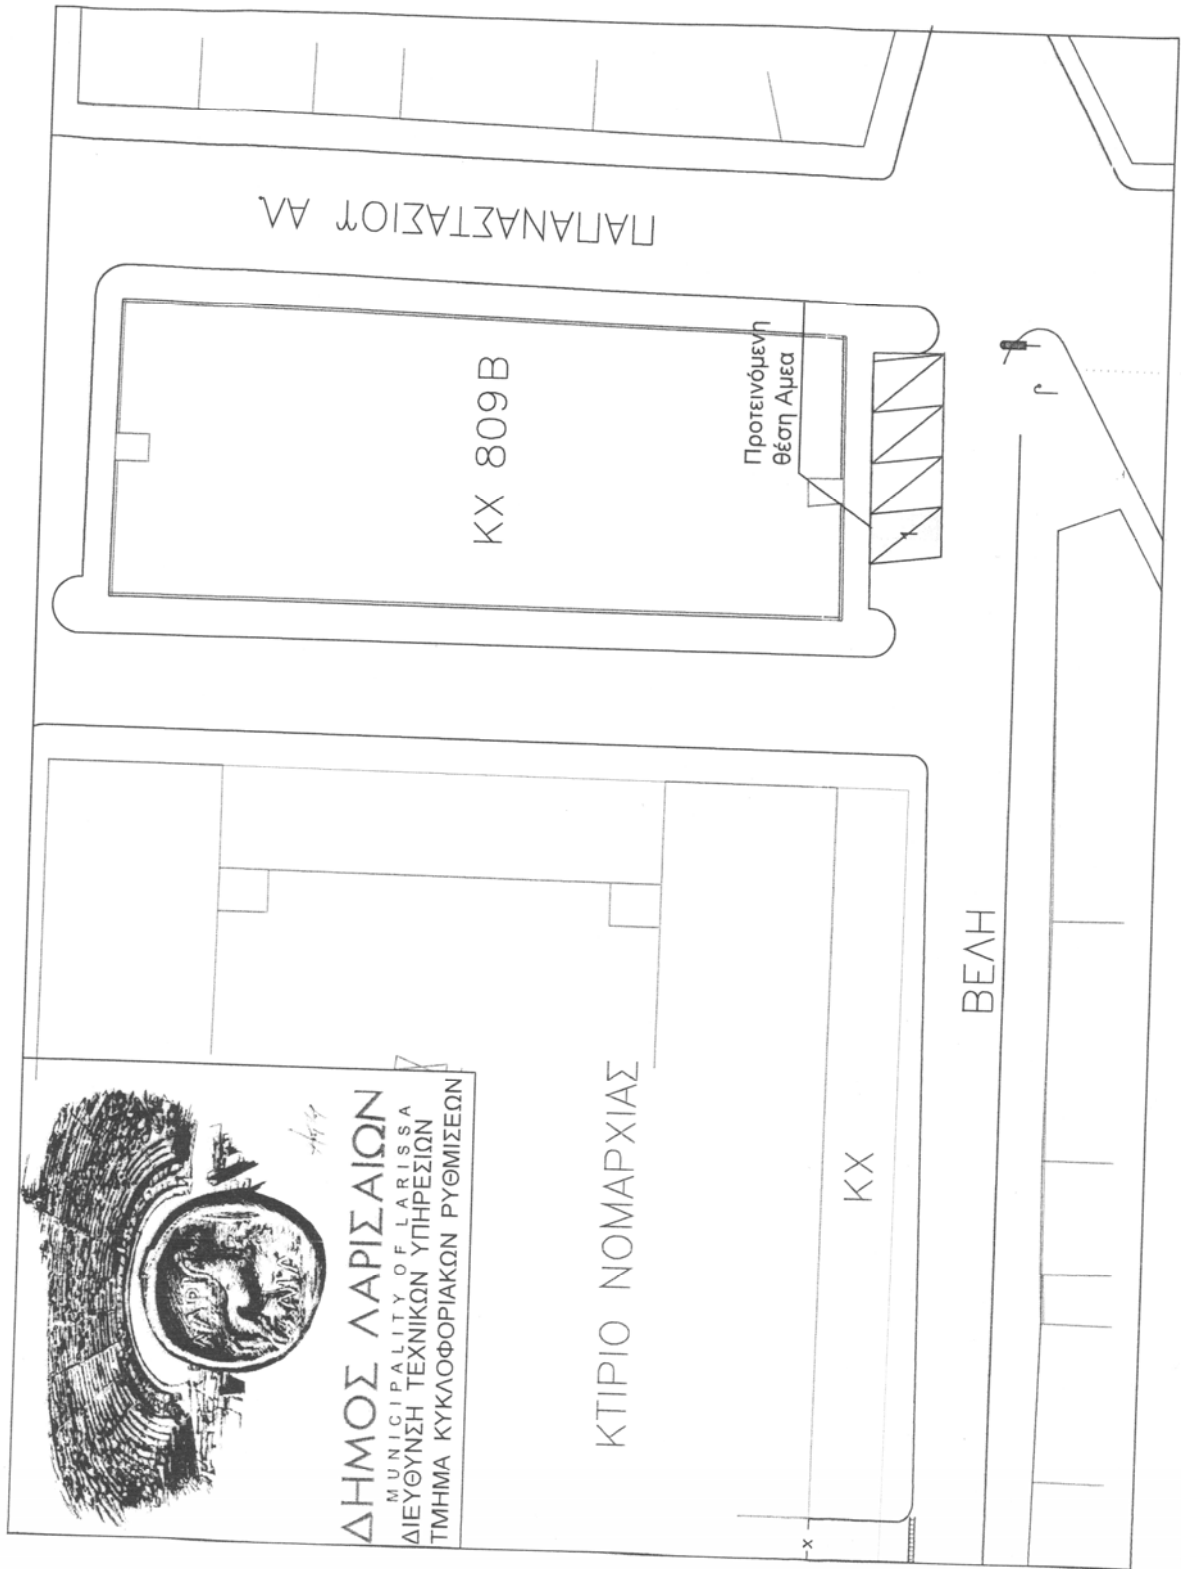 ΠΑΠΑΝΑΣΤΑΣΙΟΥ ΑΛ
ΚΧ 809Β
Προτεινόμενη
θέση Αμεα
1
ΒΕΛΗ
ΚΤΙΡΙΟ ΝΟΜΑΡΧΙΑΣ
ΚΧ
x
ΔΗΜΟΣ ΛΑΡΙΣΑΙΩΝ
MUNICIPALITY OF LARISSA
ΔΙΕΥΘΥΝΣΗ ΤΕΧΝΙΚΩΝ ΥΠΗΡΕΣΙΩΝ
ΤΜΗΜΑ ΚΥΚΛΟΦΟΡΙΑΚΩΝ ΡΥΘΜΙΣΕΩΝ